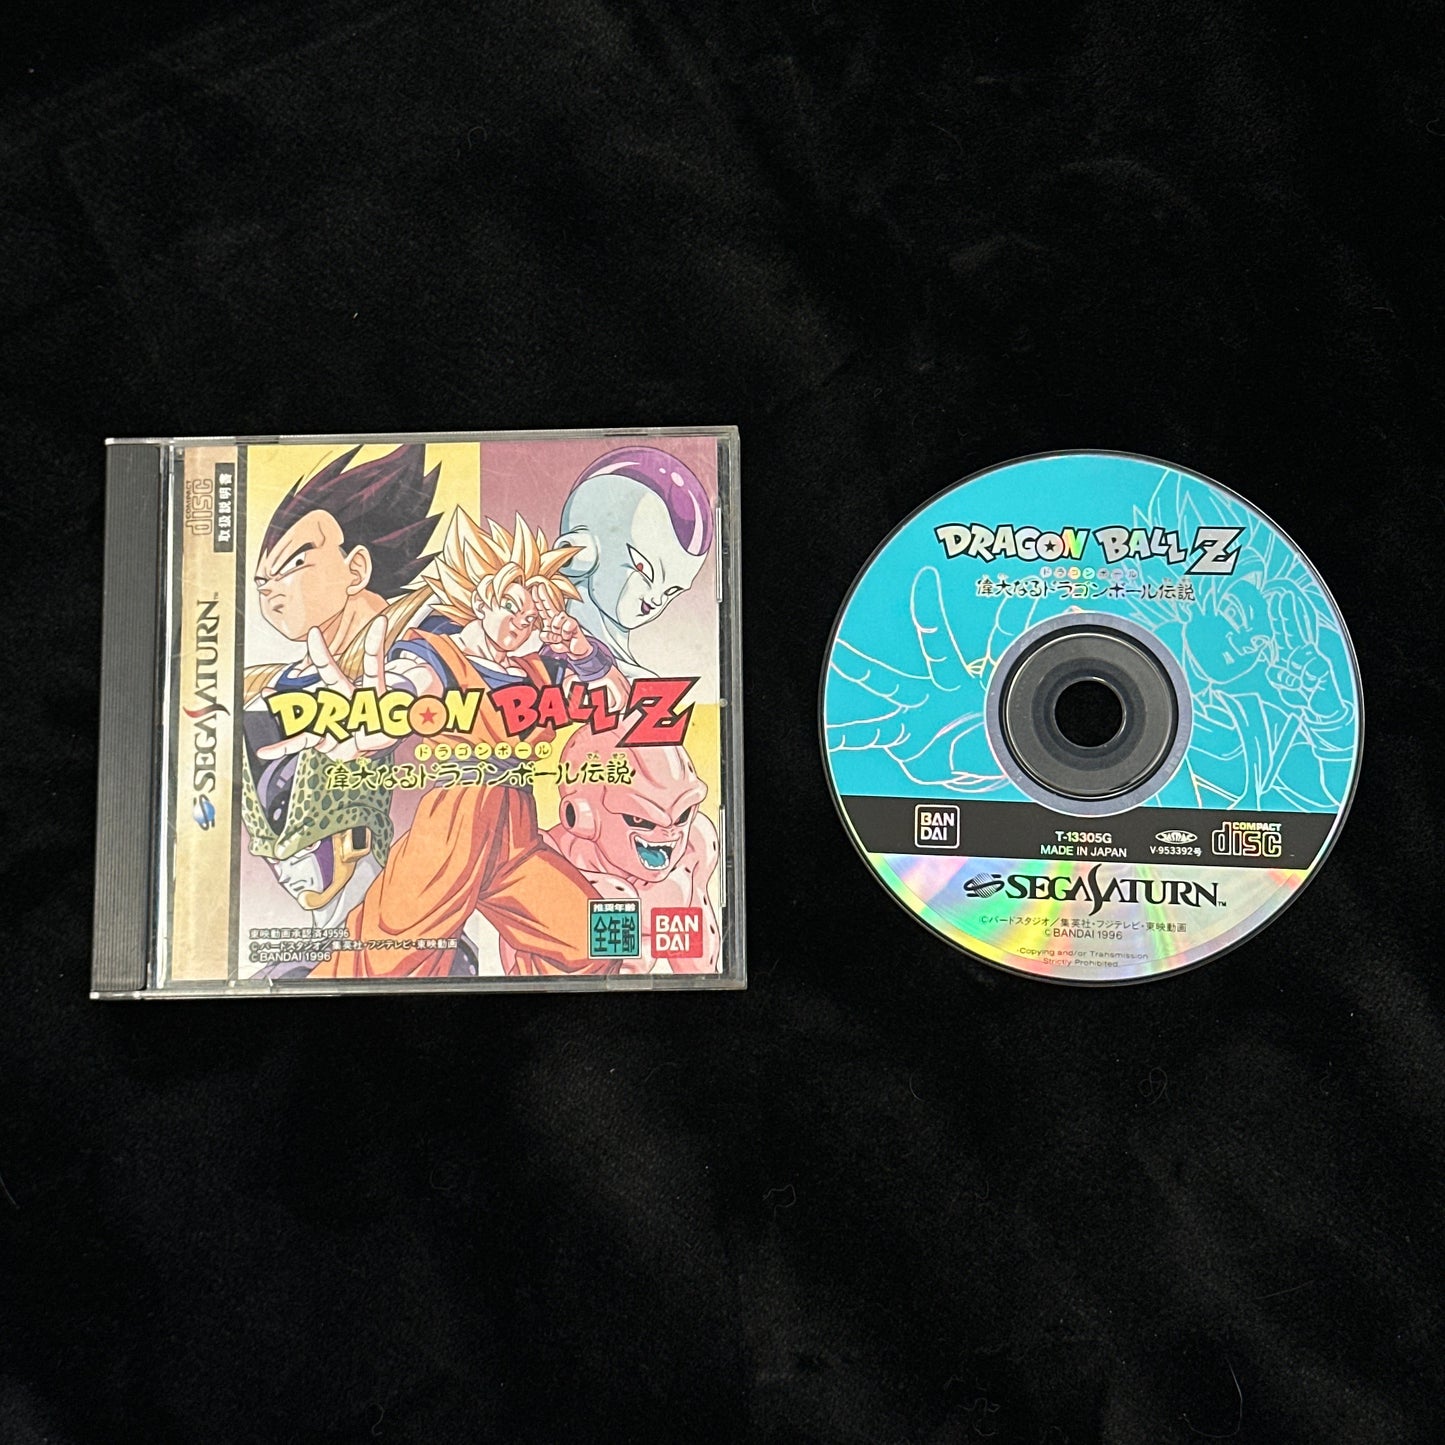 COMPACT
disc
取扱説明書
SEGA SATURN™
DRAGON BALL Z
ドラゴンボール
偉大なるドラゴンボール伝説
東映動画承認済49596
©バードスタジオ／集英社・フジテレビ・東映動画
©BANDAI 1996
推奨年齢
全年齢
BAN
DAI
DRAGON BALL Z
ドラゴンボール
偉大なるドラゴンボール伝説
BAN
DAI
T-13305G
MADE IN JAPAN
JASRAC
V-953392号
COMPACT
disc
SEGA SATURN™
©バードスタジオ／集英社・フジテレビ・東映動画
©BANDAI 1996
Copying and/or Transmission
Strictly Prohibited.